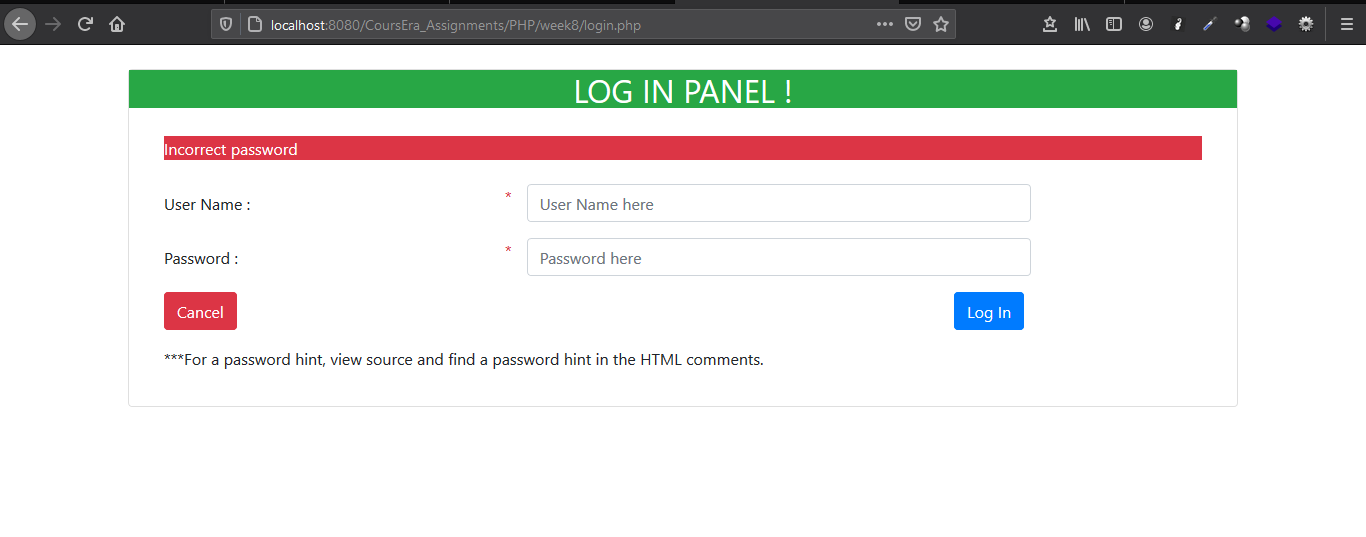 localhost:8080/CoursEra_Assignments/PHP/week8/login.php
LOG IN PANEL !
Incorrect password
User Name : * User Name here
Password : * Password here
Cancel Log In
***For a password hint, view source and find a password hint in the HTML comments.